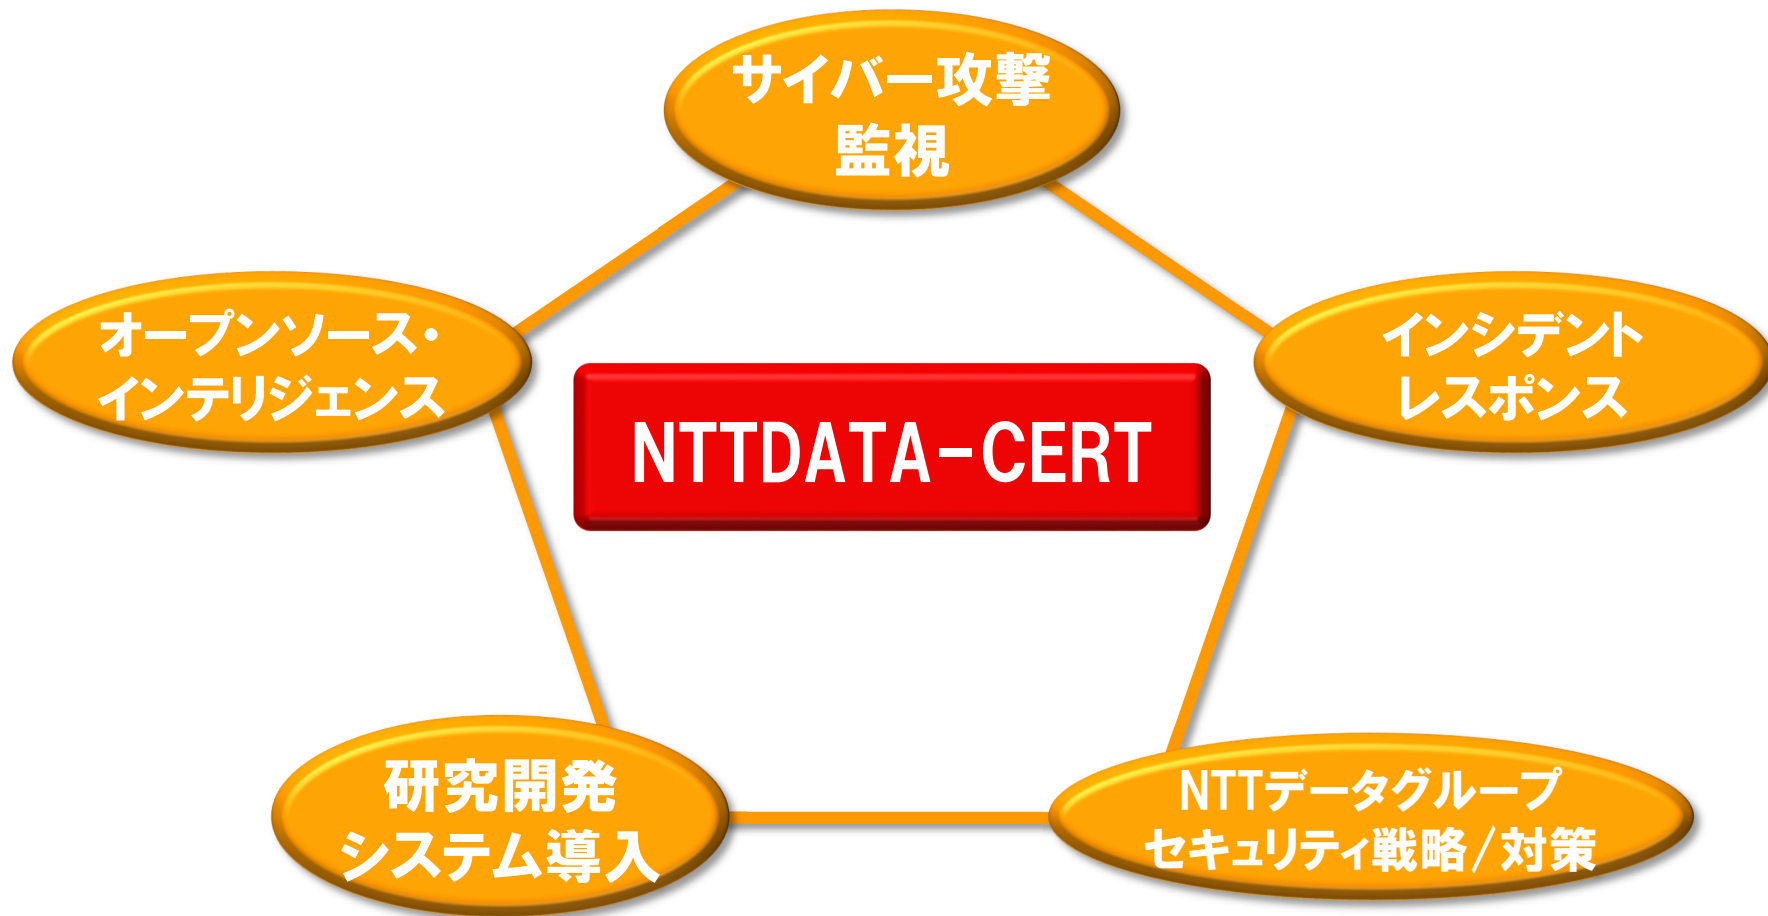 サイバー攻撃
監視
オープンソース・
インテリジェンス
インシデント
レスポンス
NTTDATA-CERT
研究開発
システム導入
NTTデータグループ
セキュリティ戦略/対策